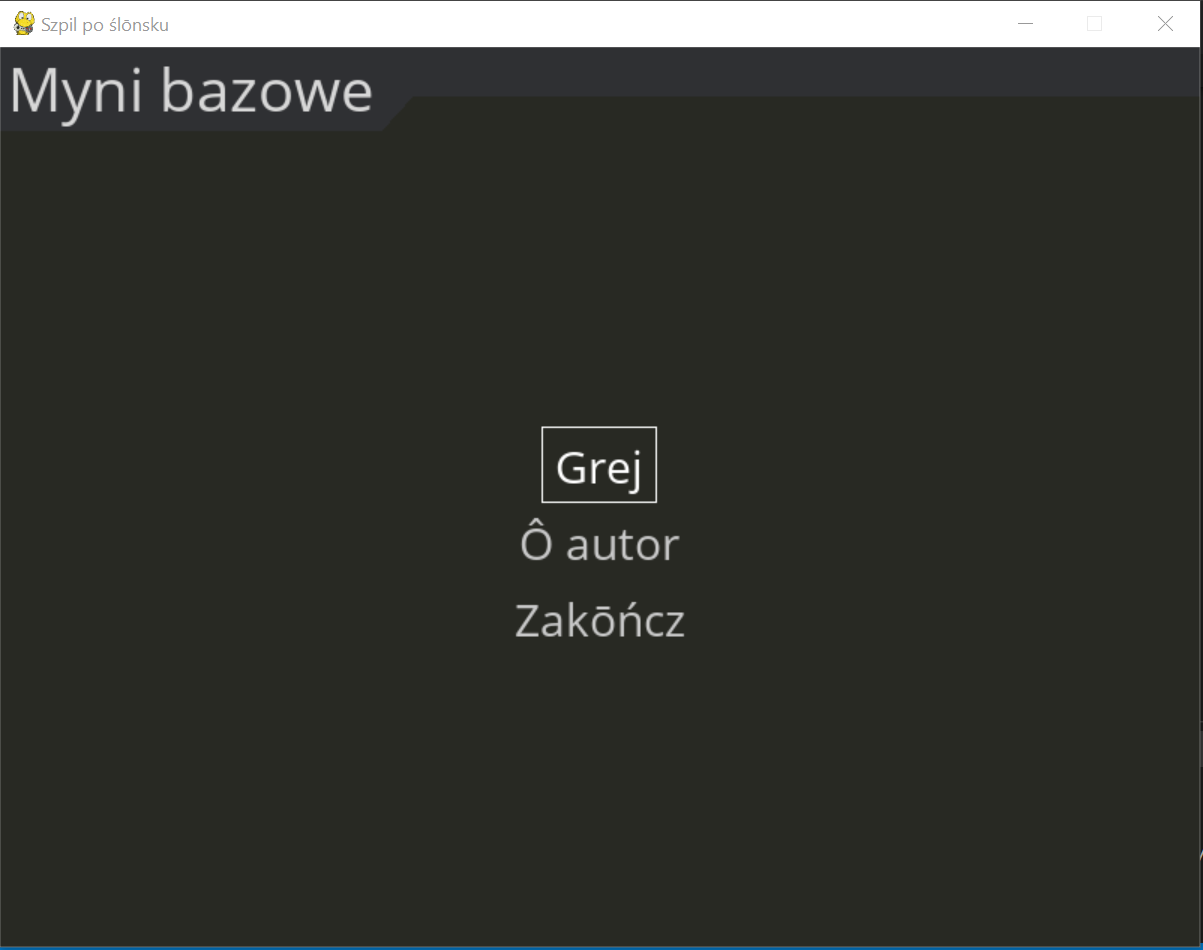 Szpil po ślōnsku
Myni bazowe
Grej
Ô autor
Zakōńcz